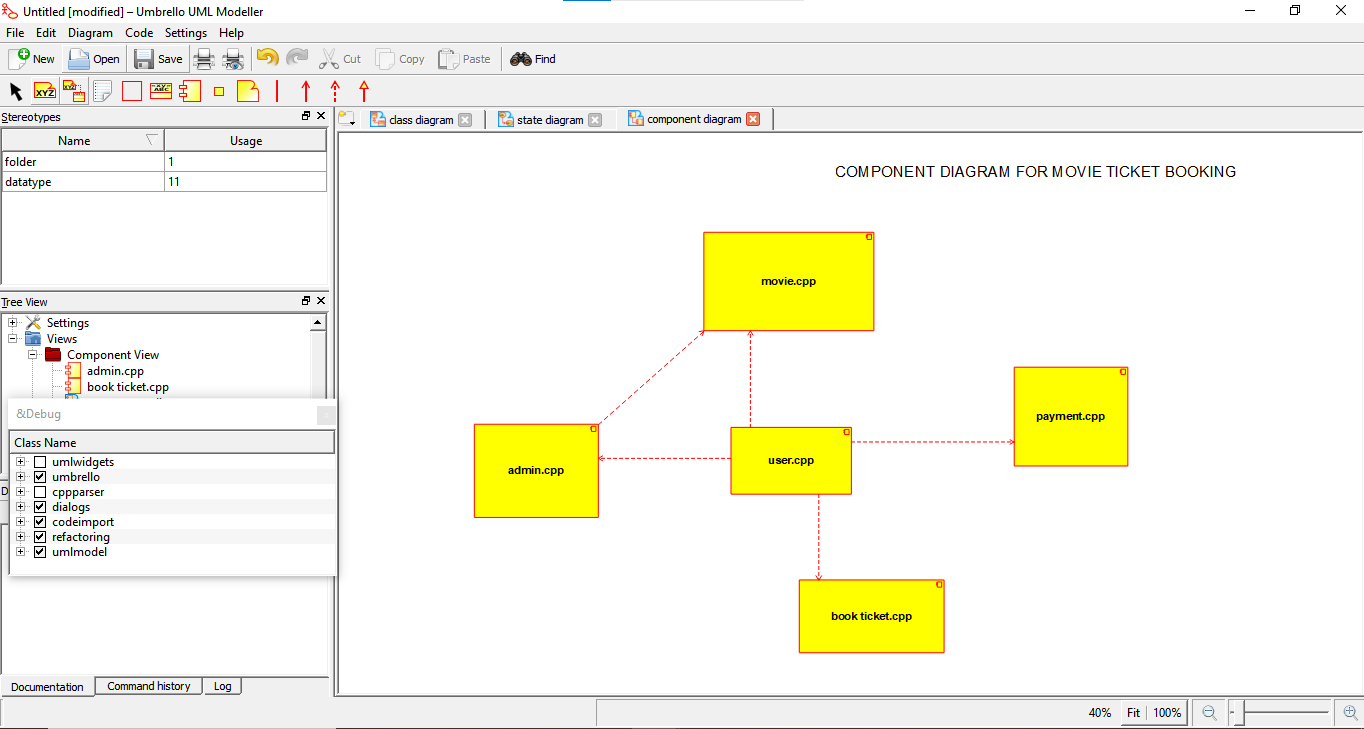 Untitled [modified] – Umbrello UML Modeller
File Edit Diagram Code Settings Help
New Open Save Cut Copy Paste Find
XYZ
Stereotypes
Name Usage
folder 1
datatype 11
class diagram state diagram component diagram
COMPONENT DIAGRAM FOR MOVIE TICKET BOOKING
movie.cpp
payment.cpp
admin.cpp
user.cpp
book ticket.cpp
Tree View
Settings
Views
Component View
admin.cpp
book ticket.cpp
&Debug
Class Name
umlwidgets
umbrello
cppparser
dialogs
codeimport
refactoring
umlmodel
D
Documentation Command history Log
40% Fit 100%